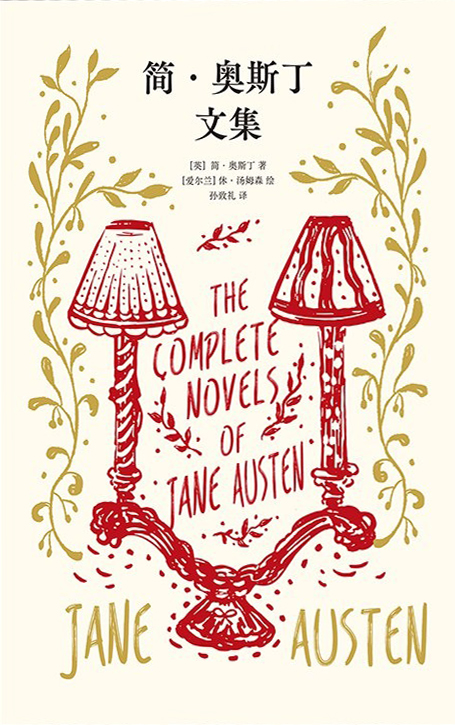 简·奥斯丁
文集
[英] 简·奥斯丁 著
[爱尔兰] 休·汤姆森 绘
孙致礼 译
THE
COMPLETE
NOVELS
OF
JANE AUSTEN
JANE AUSTEN